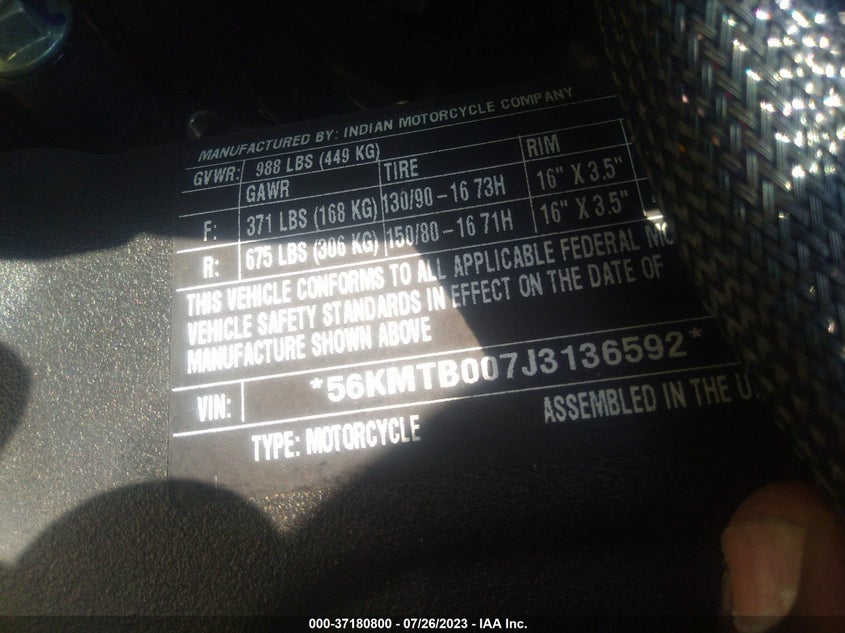 MANUFACTURED BY: INDIAN MOTORCYCLE COMPANY
GVWR: 988 LBS (449 KG)
GAWR TIRE RIM
F: 371 LBS (168 KG) 130/90-16 73H 16" X 3.5"
R: 675 LBS (306 KG) 150/80-16 71H 16" X 3.5"
THIS VEHICLE CONFORMS TO ALL APPLICABLE FEDERAL MO
VEHICLE SAFETY STANDARDS IN EFFECT ON THE DATE OF
MANUFACTURE SHOWN ABOVE
VIN: *56KMTB007J3136592*
TYPE: MOTORCYCLE ASSEMBLED IN THE U.
000-37180800 - 07/26/2023 - IAA Inc.